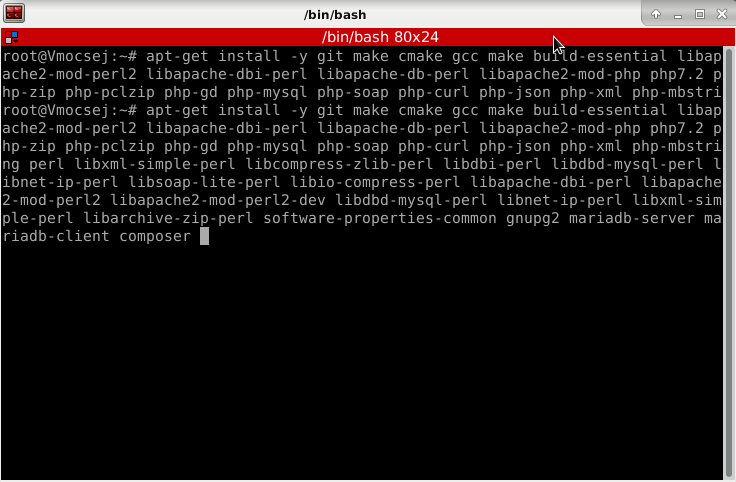 /bin/bash
/bin/bash 80x24
root@Vmocsej:~# apt-get install -y git make cmake gcc make build-essential libap
ache2-mod-perl2 libapache-dbi-perl libapache-db-perl libapache2-mod-php php7.2 p
hp-zip php-pclzip php-gd php-mysql php-soap php-curl php-json php-xml php-mbstri
root@Vmocsej:~# apt-get install -y git make cmake gcc make build-essential libap
ache2-mod-perl2 libapache-dbi-perl libapache-db-perl libapache2-mod-php php7.2 p
hp-zip php-pclzip php-gd php-mysql php-soap php-curl php-json php-xml php-mbstri
ng perl libxml-simple-perl libcompress-zlib-perl libdbi-perl libdbd-mysql-perl l
ibnet-ip-perl libsoap-lite-perl libio-compress-perl libapache-dbi-perl libapache
2-mod-perl2 libapache2-mod-perl2-dev libdbd-mysql-perl libnet-ip-perl libxml-sim
ple-perl libarchive-zip-perl software-properties-common gnupg2 mariadb-server ma
riadb-client composer